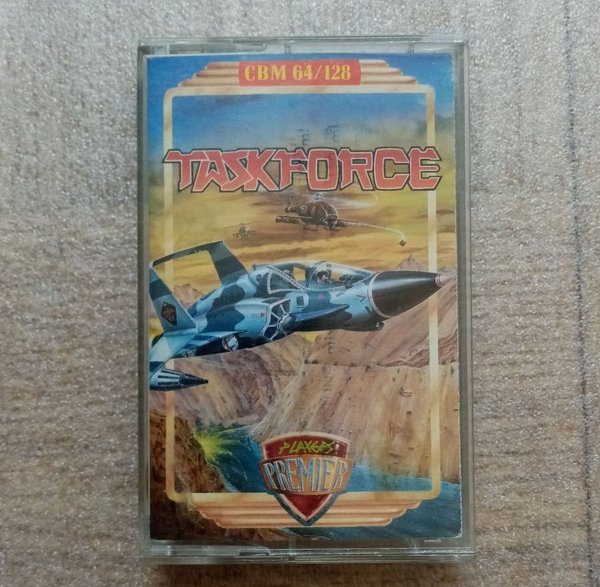 CBM 64/128
TASKFORCE
PLAYERS
PREMIER